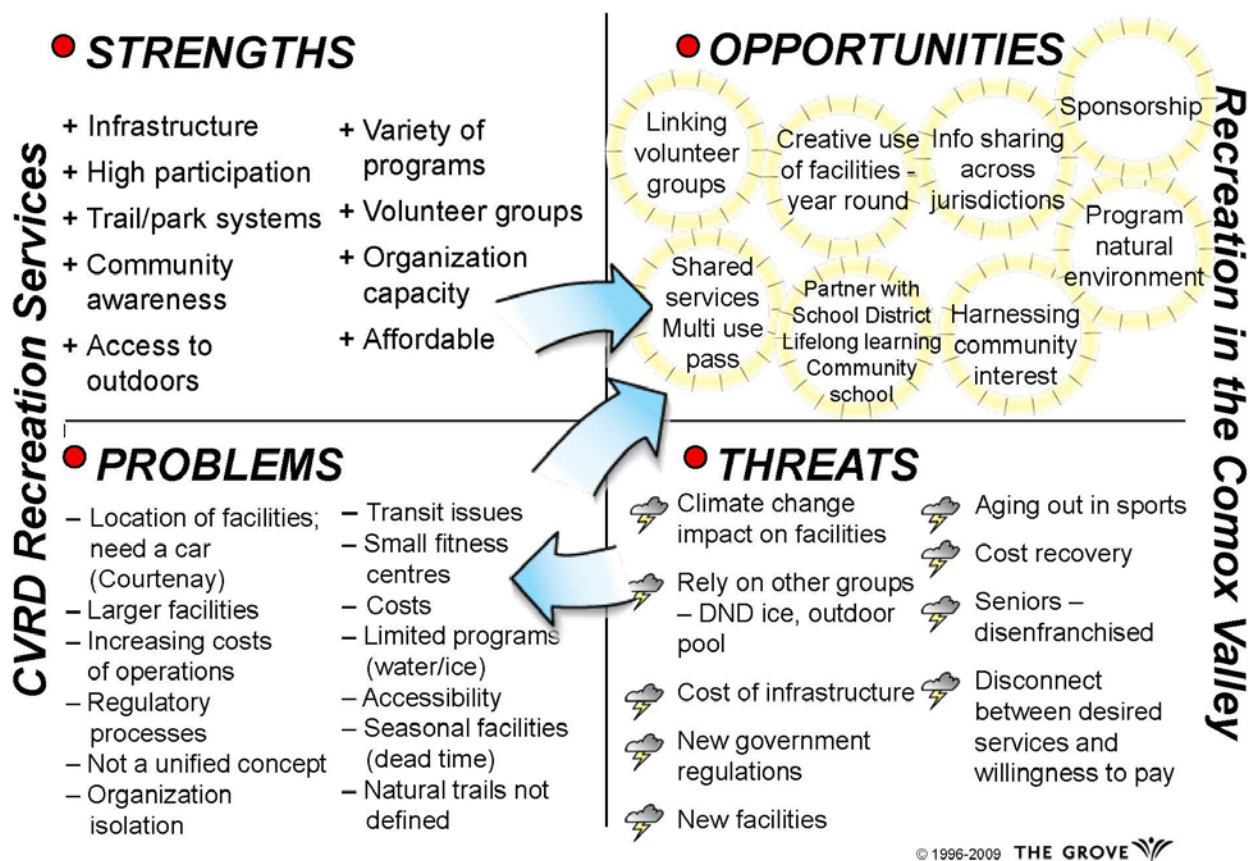 CVRD Recreation Services
STRENGTHS
+ Infrastructure
+ High participation
+ Trail/park systems
+ Community
awareness
+ Access to
outdoors
+ Variety of
programs
+ Volunteer groups
+ Organization
capacity
+ Affordable
OPPORTUNITIES
Linking
volunteer
groups
Creative use
of facilities -
year round
Info sharing
across
jurisdictions
Sponsorship
Program
natural
environment
Shared
services
Multi use
pass
Partner with
School District
Lifelong learning
Community
school
Harnessing
community
interest
Recreation in the Comox Valley
PROBLEMS
– Location of facilities;
need a car
(Courtenay)
– Larger facilities
– Increasing costs
of operations
– Regulatory
processes
– Not a unified concept
– Organization
isolation
– Transit issues
– Small fitness
centres
– Costs
– Limited programs
(water/ice)
– Accessibility
– Seasonal facilities
(dead time)
– Natural trails not
defined
THREATS
Climate change
impact on facilities
Rely on other groups
– DND ice, outdoor
pool
Cost of infrastructure
New government
regulations
New facilities
Aging out in sports
Cost recovery
Seniors –
disenfranchised
Disconnect
between desired
services and
willingness to pay
© 1996-2009 THE GROVE